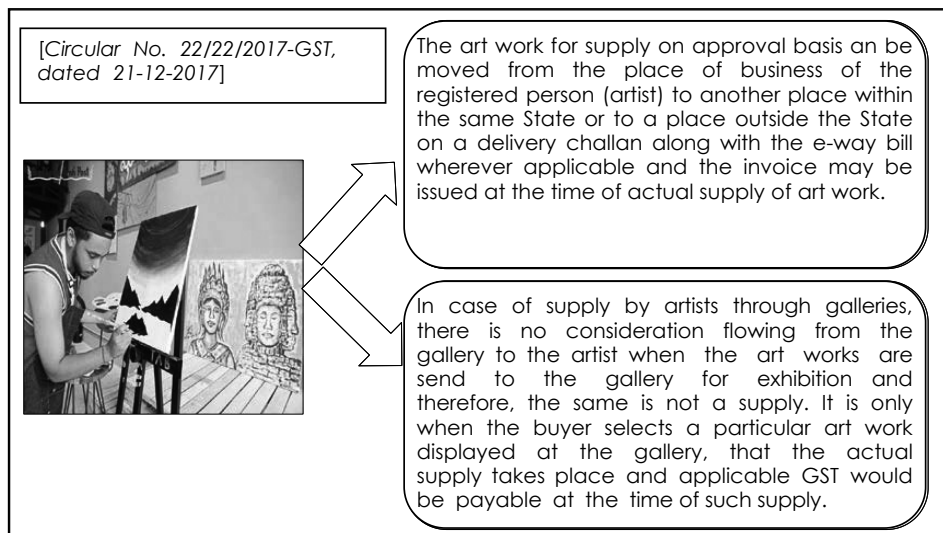 [Circular No. 22/22/2017-GST,
dated 21-12-2017]
The art work for supply on approval basis an be
moved from the place of business of the
registered person (artist) to another place within
the same State or to a place outside the State
on a delivery challan along with the e-way bill
wherever applicable and the invoice may be
issued at the time of actual supply of art work.
In case of supply by artists through galleries,
there is no consideration flowing from the
gallery to the artist when the art works are
send to the gallery for exhibition and
therefore, the same is not a supply. It is only
when the buyer selects a particular art work
displayed at the gallery, that the actual
supply takes place and applicable GST would
be payable at the time of such supply.